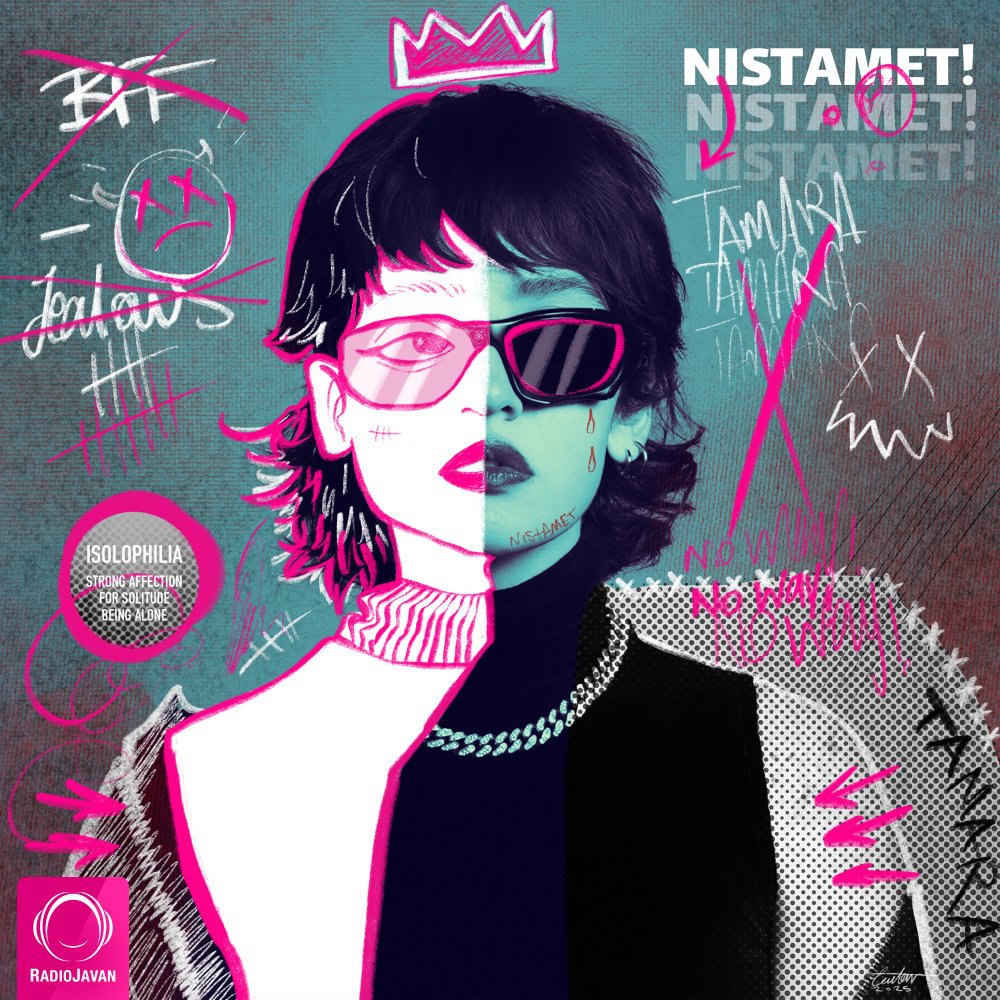 BFF
Jealous
NISTAMET!
NISTAMET!
NISTAMET!
TAMARA
TAMARA
X X
NISTAMET
No Way!
No way!
No Way!
ISOLOPHILIA
STRONG AFFECTION
FOR SOLITUDE
BEING ALONE
TAMARA
RADIOJAVAN